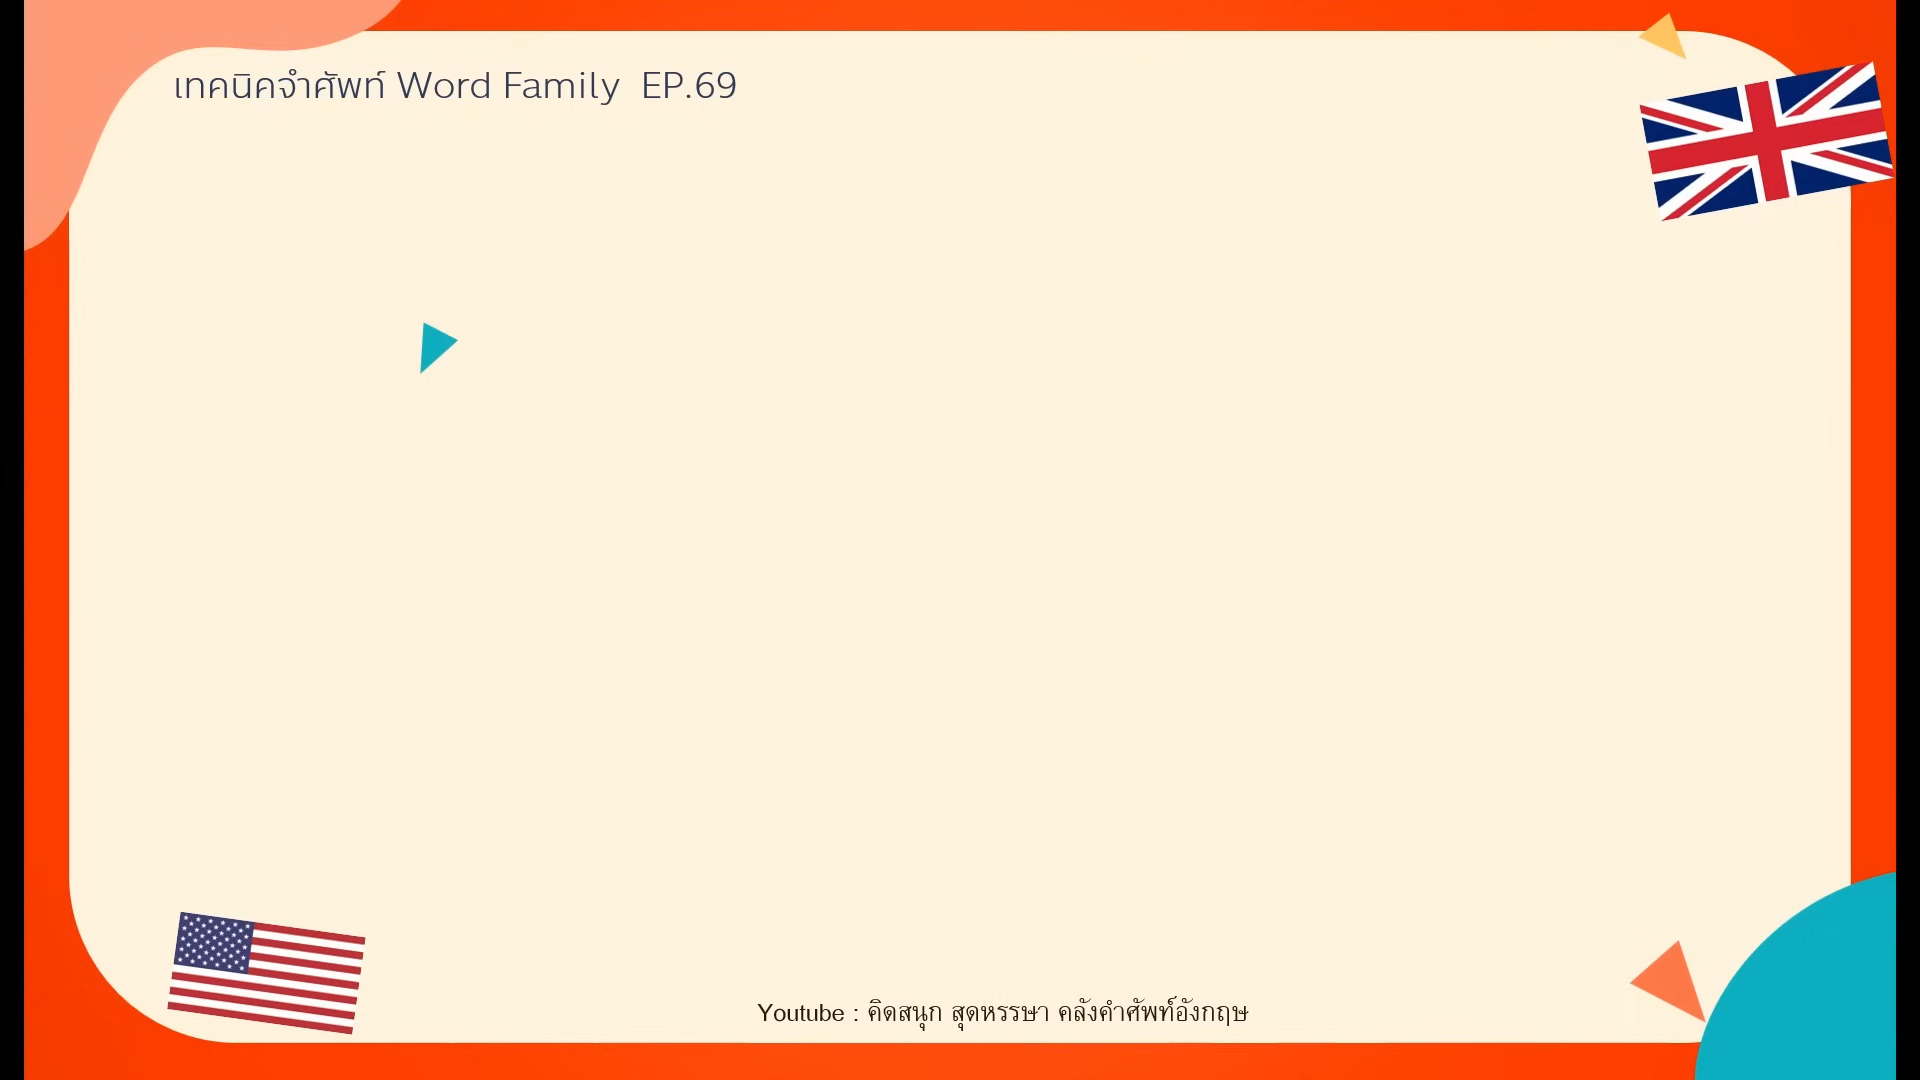 เทคนิคจำศัพท์ Word Family EP.69
Youtube : คิดสนุก สุดหรรษา คลังคำศัพท์อังกฤษ